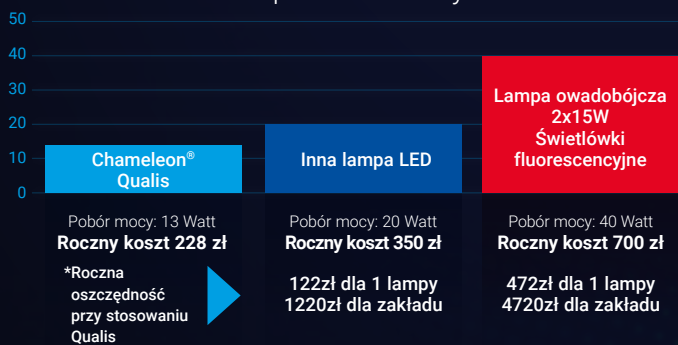 50
40
30
20
10
0
Chameleon®
Qualis
Inna lampa LED
Lampa owadobójcza
2x15W
Świetlówki
fluorescencyjne
Pobór mocy: 13 Watt
Roczny koszt 228 zł
Pobór mocy: 20 Watt
Roczny koszt 350 zł
Pobór mocy: 40 Watt
Roczny koszt 700 zł
*Roczna
oszczędność
przy stosowaniu
Qualis
122zł dla 1 lampy
1220zł dla zakładu
472zł dla 1 lampy
4720zł dla zakładu